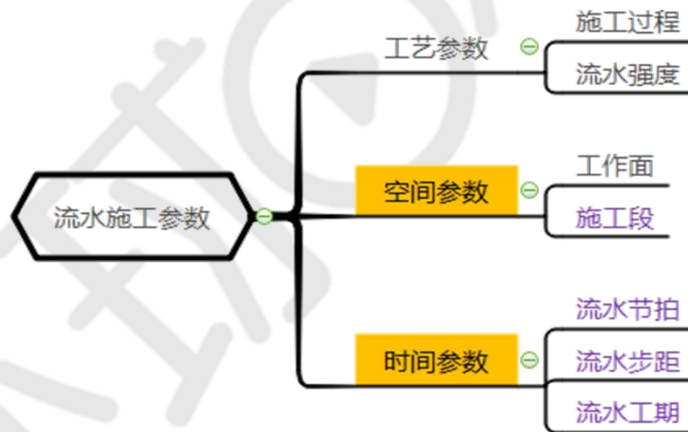 施工过程
工艺参数
流水强度
工作面
空间参数
施工段
流水施工参数
流水节拍
时间参数
流水步距
流水工期